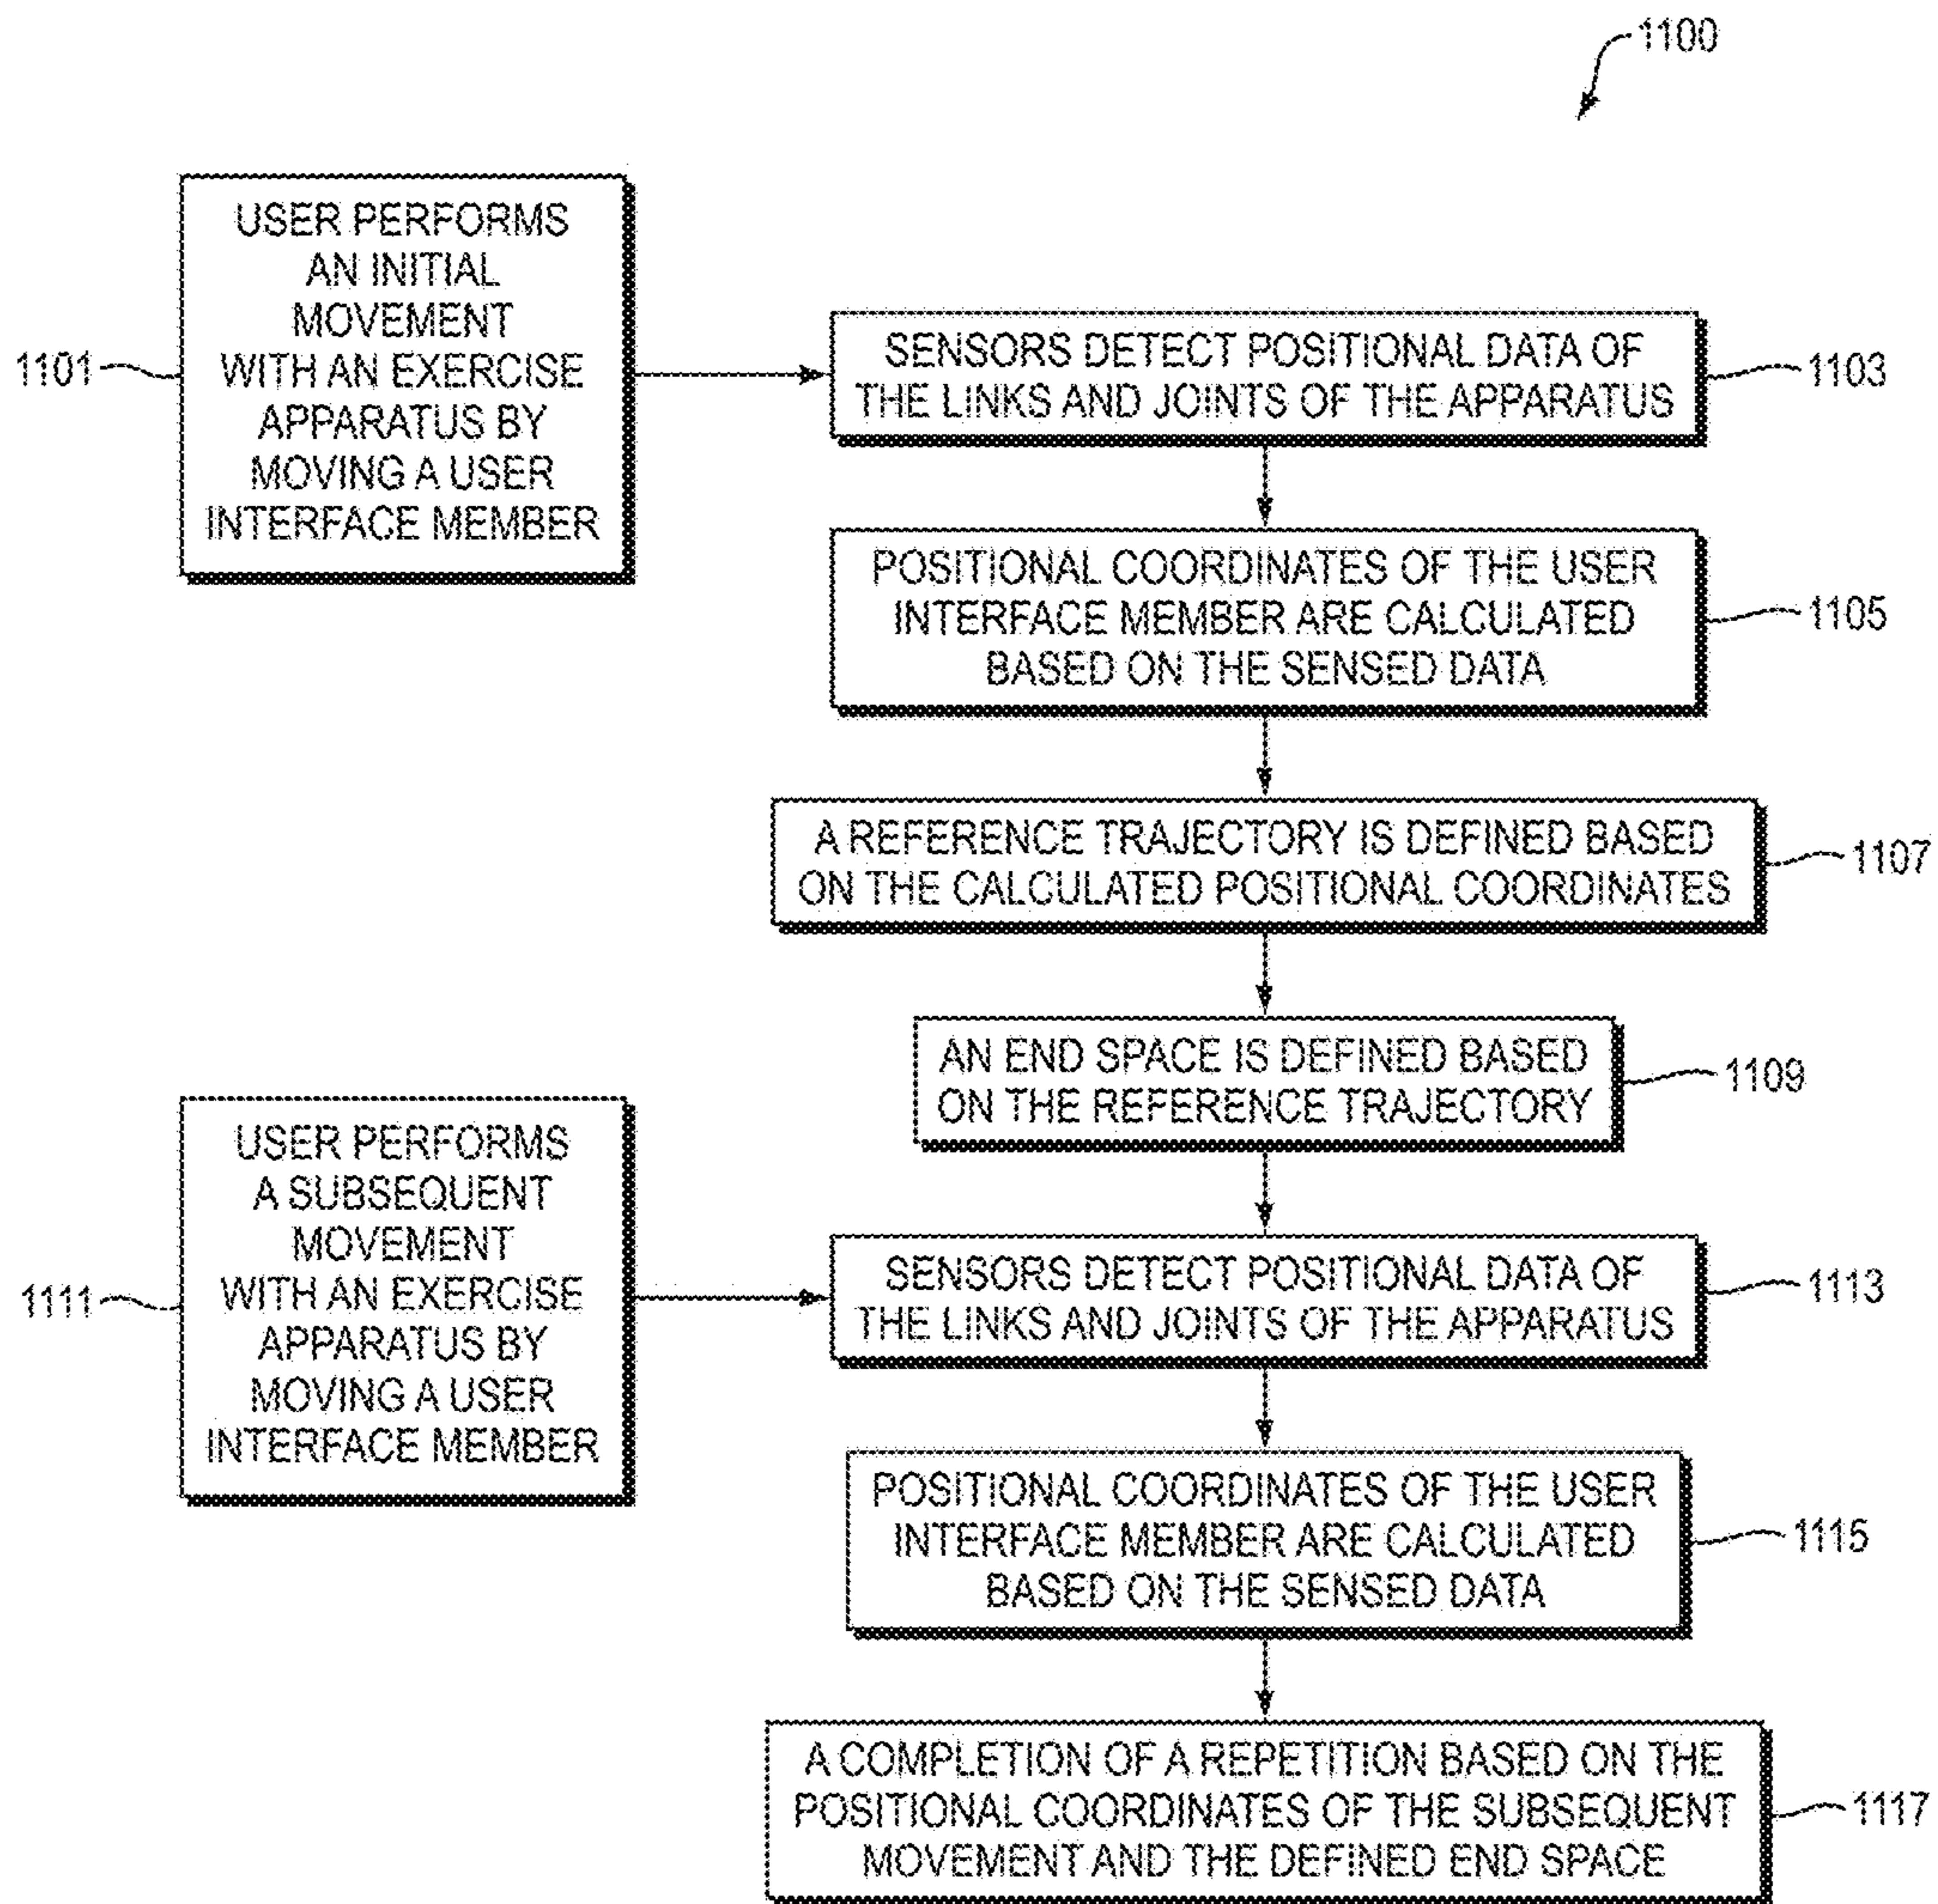 1100
USER PERFORMS
AN INITIAL
MOVEMENT
WITH AN EXERCISE
APPARATUS BY
MOVING A USER
INTERFACE MEMBER
1101
SENSORS DETECT POSITIONAL DATA OF
THE LINKS AND JOINTS OF THE APPARATUS
1103
POSITIONAL COORDINATES OF THE USER
INTERFACE MEMBER ARE CALCULATED
BASED ON THE SENSED DATA
1105
A REFERENCE TRAJECTORY IS DEFINED BASED
ON THE CALCULATED POSITIONAL COORDINATES
1107
AN END SPACE IS DEFINED BASED
ON THE REFERENCE TRAJECTORY
1109
USER PERFORMS
A SUBSEQUENT
MOVEMENT
WITH AN EXERCISE
APPARATUS BY
MOVING A USER
INTERFACE MEMBER
1111
SENSORS DETECT POSITIONAL DATA OF
THE LINKS AND JOINTS OF THE APPARATUS
1113
POSITIONAL COORDINATES OF THE USER
INTERFACE MEMBER ARE CALCULATED
BASED ON THE SENSED DATA
1115
A COMPLETION OF A REPETITION BASED ON THE
POSITIONAL COORDINATES OF THE SUBSEQUENT
MOVEMENT AND THE DEFINED END SPACE
1117